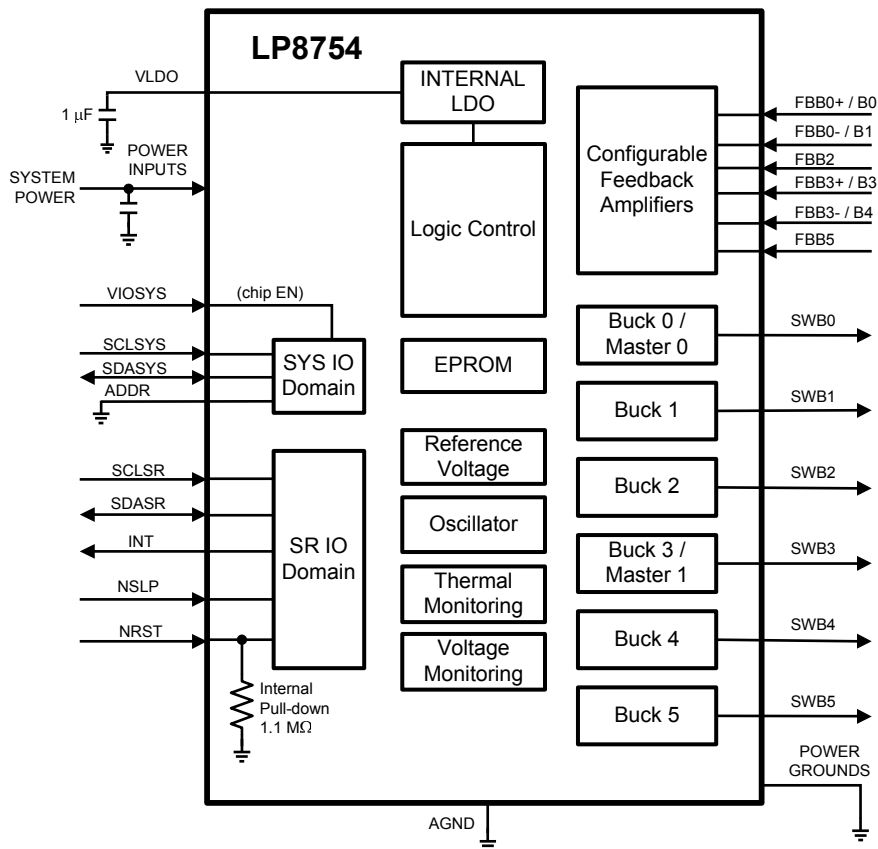 LP8754
VLDO
1 μF
POWER
INPUTS
SYSTEM
POWER
VIOSYS
(chip EN)
SCLSYS
SDASYS
ADDR
SYS IO
Domain
SCLSR
SDASR
INT
NSLP
NRST
SR IO
Domain
Internal
Pull-down
1.1 MΩ
INTERNAL
LDO
Logic Control
EPROM
Reference
Voltage
Oscillator
Thermal
Monitoring
Voltage
Monitoring
Configurable
Feedback
Amplifiers
FBB0+ / B0
FBB0- / B1
FBB2
FBB3+ / B3
FBB3- / B4
FBB5
Buck 0 /
Master 0
SWB0
Buck 1
SWB1
Buck 2
SWB2
Buck 3 /
Master 1
SWB3
Buck 4
SWB4
Buck 5
SWB5
POWER
GROUNDS
AGND